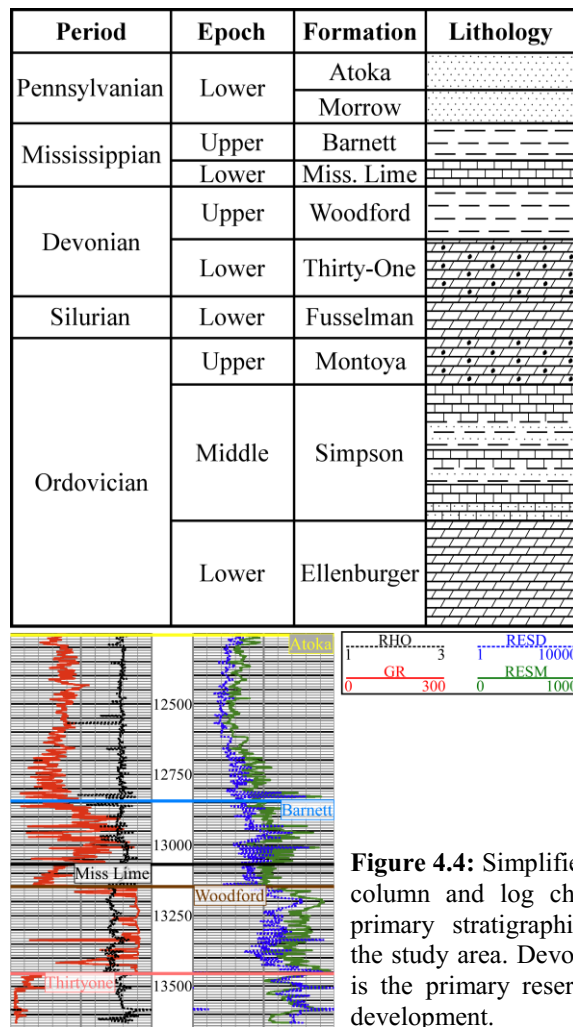 Period Epoch Formation Lithology
Pennsylvanian Lower Atoka
Morrow
Mississippian Upper Barnett
Lower Miss. Lime
Devonian Upper Woodford
Lower Thirty-One
Silurian Lower Fusselman
Ordovician Upper Montoya
Middle Simpson
Lower Ellenburger
Atoka
12500
12750
Barnett
13000
Miss Lime
Woodford
13250
Thirtyone
13500
RHO RESD
1 3 1 10000
GR RESM
0 300 0 1000
Figure 4.4: Simplifie
column and log ch
primary stratigraphi
the study area. Devo
is the primary reser
development.